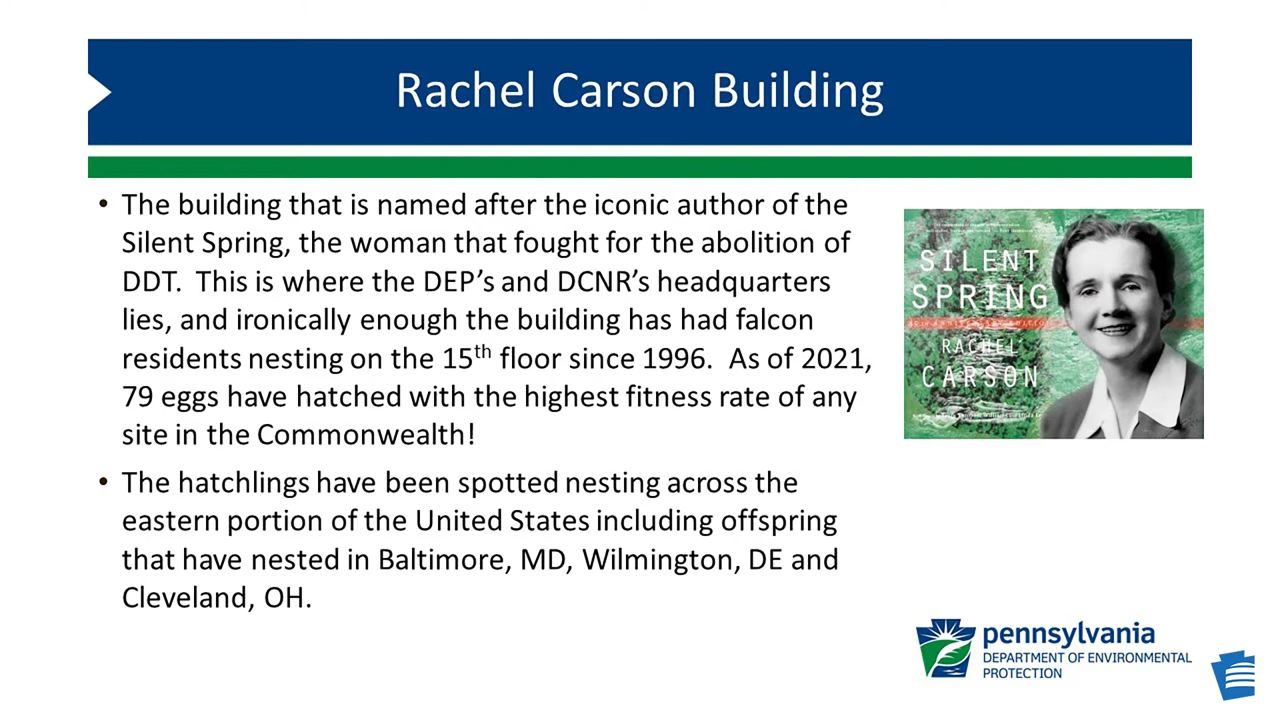 Rachel Carson Building
• The building that is named after the iconic author of the
Silent Spring, the woman that fought for the abolition of
DDT. This is where the DEP’s and DCNR’s headquarters
lies, and ironically enough the building has had falcon
residents nesting on the 15th floor since 1996. As of 2021,
79 eggs have hatched with the highest fitness rate of any
site in the Commonwealth!
• The hatchlings have been spotted nesting across the
eastern portion of the United States including offspring
that have nested in Baltimore, MD, Wilmington, DE and
Cleveland, OH.
SILENT
SPRING
RACHEL
CARSON
pennsylvania
DEPARTMENT OF ENVIRONMENTAL
PROTECTION